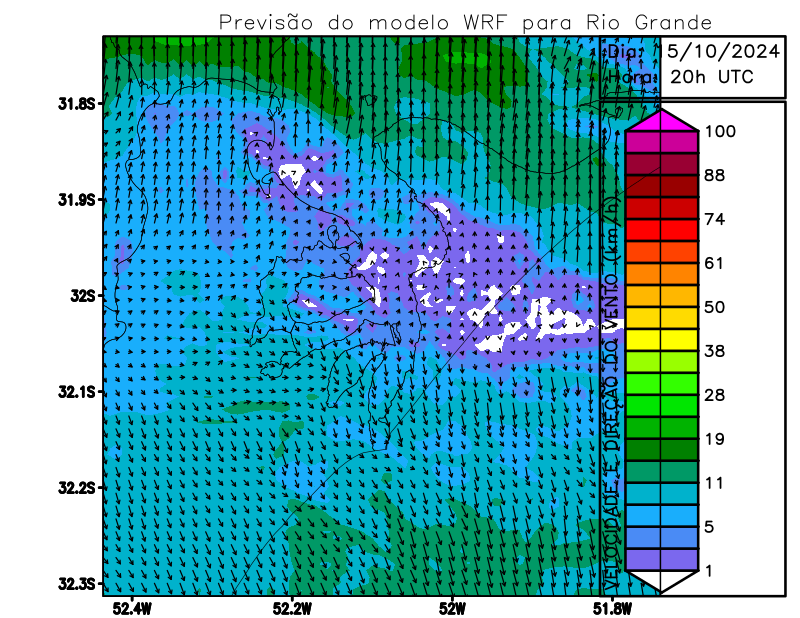 Previsão do modelo WRF para Rio Grande
Dia: 5/10/2024
Hora: 20h UTC
31.8S
31.9S
32S
32.1S
32.2S
32.3S
52.4W
52.2W
52W
51.8W
VELOCIDADE E DIREÇÃO DO VENTO (km/h)
100
88
74
61
50
38
28
19
11
5
1